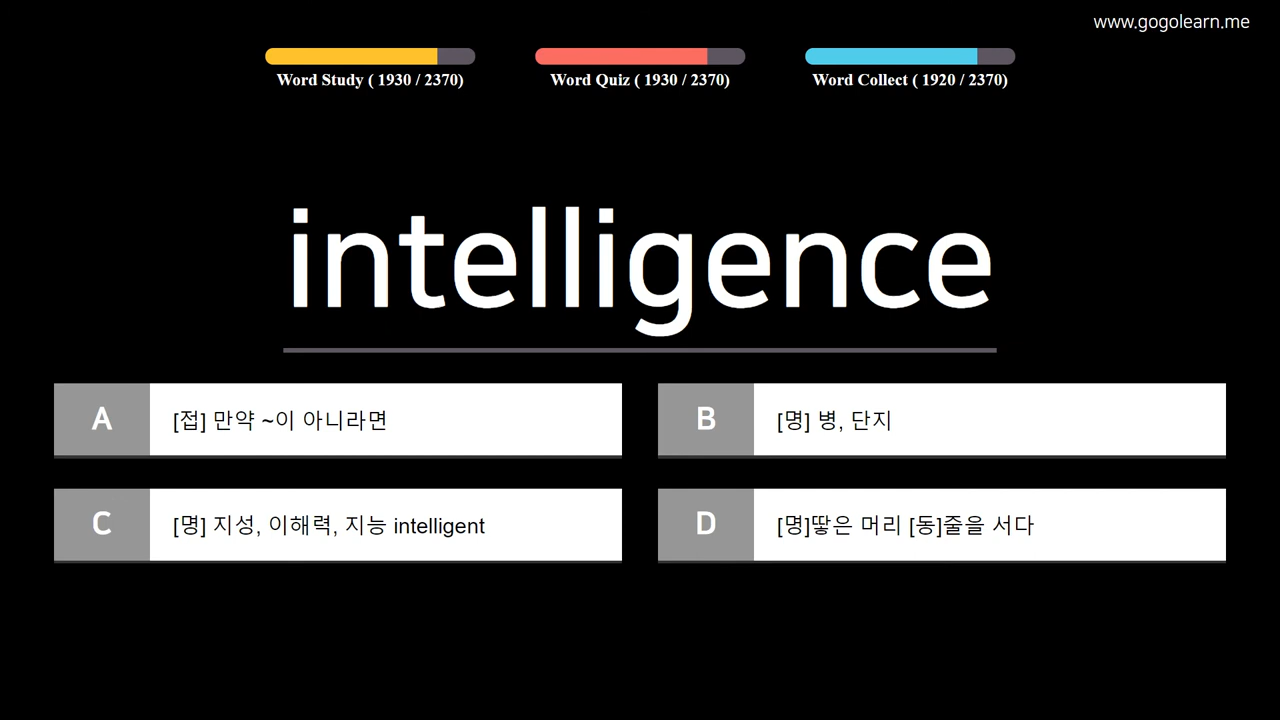 www.gogolearn.me
Word Study ( 1930 / 2370)
Word Quiz ( 1930 / 2370)
Word Collect ( 1920 / 2370)
intelligence
A [접] 만약 ~이 아니라면
B [명] 병, 단지
C [명] 지성, 이해력, 지능 intelligent
D [명]땋은 머리 [동]줄을 서다